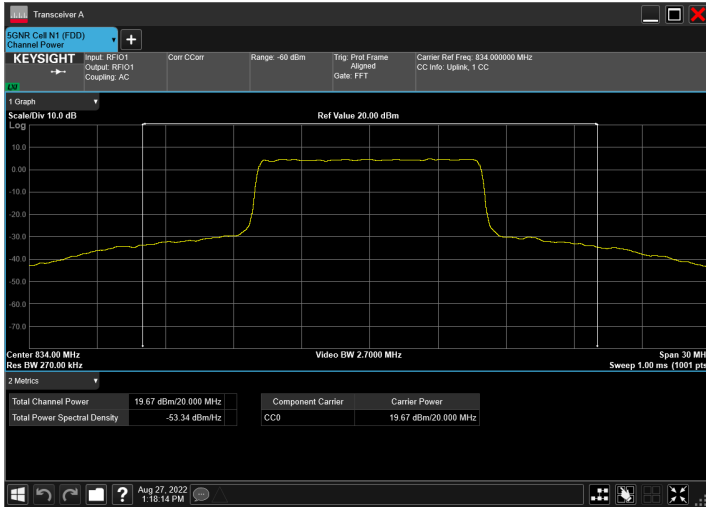 Transceiver A
5GNR Cell N1 (FDD)
Channel Power
KEYSIGHT
LXI
Input: RFIO1
Output: RFIO1
Coupling: AC
Corr CCorr
Range: -60 dBm
Trig: Prot Frame
Aligned
Gate: FFT
Carrier Ref Freq: 834.000000 MHz
CC Info: Uplink, 1 CC
1 Graph
Scale/Div 10.0 dB
Ref Value 20.00 dBm
Log
10.0
0.00
-10.0
-20.0
-30.0
-40.0
-50.0
-60.0
-70.0
Center 834.00 MHz
Video BW 2.7000 MHz
Span 30 MH
Res BW 270.00 kHz
Sweep 1.00 ms (1001 pts
2 Metrics
Total Channel Power 19.67 dBm/20.000 MHz
Total Power Spectral Density -53.34 dBm/Hz
Component Carrier Carrier Power
CC0 19.67 dBm/20.000 MHz
Aug 27, 2022
1:18:14 PM